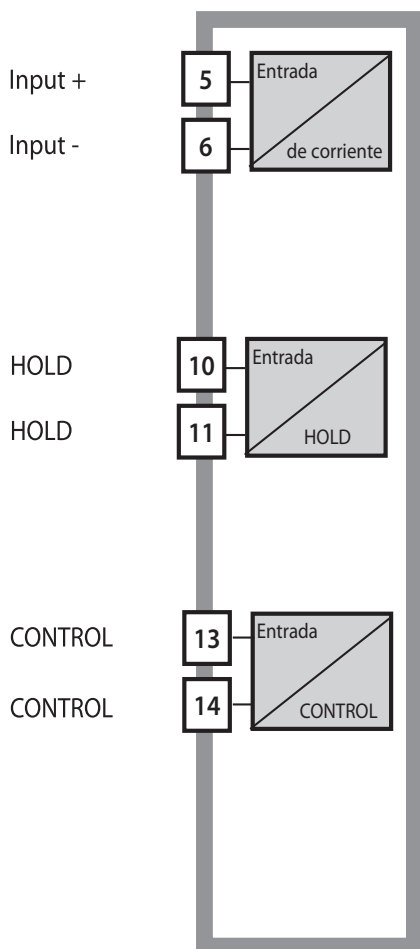 Input + 5 Entrada
Input - 6 de corriente
HOLD 10 Entrada
HOLD 11 HOLD
CONTROL 13 Entrada
CONTROL 14 CONTROL